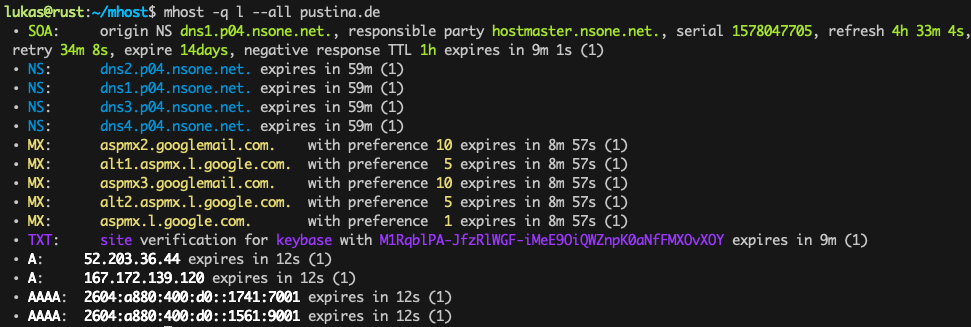 lukas@rust:~/mhost$ mhost -q l --all pustina.de
• SOA: origin NS dns1.p04.nsone.net., responsible party hostmaster.nsone.net., serial 1578047705, refresh 4h 33m 4s,
retry 34m 8s, expire 14days, negative response TTL 1h expires in 9m 1s (1)
• NS: dns2.p04.nsone.net. expires in 59m (1)
• NS: dns1.p04.nsone.net. expires in 59m (1)
• NS: dns3.p04.nsone.net. expires in 59m (1)
• NS: dns4.p04.nsone.net. expires in 59m (1)
• MX: aspmx2.googlemail.com. with preference 10 expires in 8m 57s (1)
• MX: alt1.aspmx.l.google.com. with preference 5 expires in 8m 57s (1)
• MX: aspmx3.googlemail.com. with preference 10 expires in 8m 57s (1)
• MX: alt2.aspmx.l.google.com. with preference 5 expires in 8m 57s (1)
• MX: aspmx.l.google.com. with preference 1 expires in 8m 57s (1)
• TXT: site verification for keybase with M1RqblPA-JfzRlWGF-iMeE9OiQWZnpK0aNfFMXOvXOY expires in 9m (1)
• A: 52.203.36.44 expires in 12s (1)
• A: 167.172.139.120 expires in 12s (1)
• AAAA: 2604:a880:400:d0::1741:7001 expires in 12s (1)
• AAAA: 2604:a880:400:d0::1561:9001 expires in 12s (1)